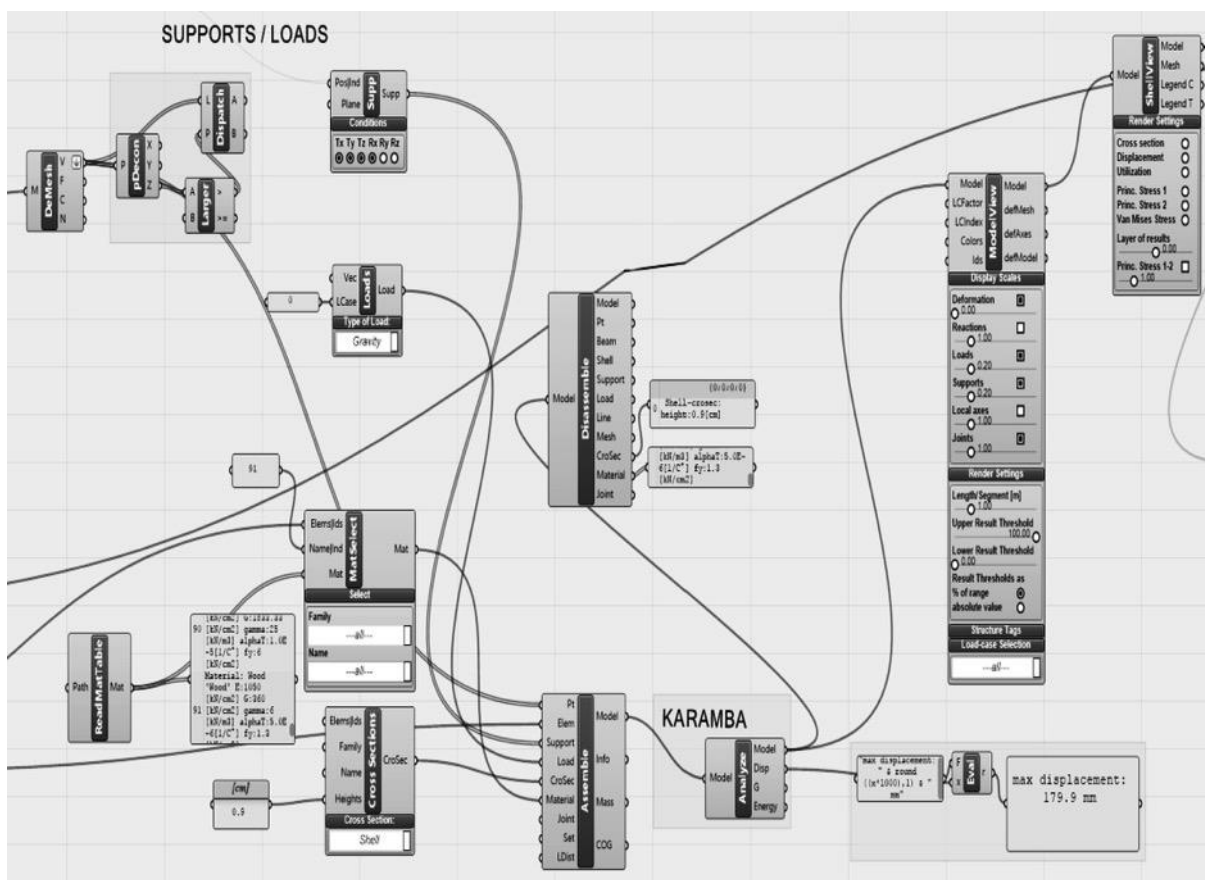 SUPPORTS / LOADS
DeMesh
M
V
F
C
N
pDecon
P
X
Y
Z
Dispatch
L
P
A
B
Larger
A
B
>
>=
Supp
Pos|Ind
Plane
Supp
Conditions
Tx Ty Tz Rx Ry Rz
Loads
Vec
LCase
Load
Type of Load:
Gravity
0
Disassemble
Model
Model
Pt
Beam
Shell
Support
Load
Line
Mesh
CroSec
Material
Joint
{0;0;0;0}
0 Shell-crosec:
height:0.9[cm]
[kN/m3] alphaT:5.0E-
6[1/C°] fy:1.3
[kN/cm2]
91
MatSelect
Elems|Ids
Name|Ind
Mat
Mat
Select
Family
---all---
Name
---all---
ReadMatTable
Path
Mat
[kN/cm2]
90 [kN/cm2] gamma:25
[kN/m3] alphaT:1.0E
-5[1/C°] fy:6
[kN/cm2]
Material: Wood
'Wood' E:1050
[kN/cm2] G:360
91 [kN/cm2] gamma:6
[kN/m3] alphaT:5.0E
-6[1/C°] fy:1.3
[cm]
0.9
Cross Sections
Elems|Ids
Family
Name
Heights
CroSec
Cross Section:
Shell
Assemble
Pt
Elem
Support
Load
CroSec
Material
Joint
Set
LDist
Model
Info
Mass
COG
KARAMBA
Analyze
Model
Model
Disp
G
Energy
"max displacement:
" & round
((x*1000),1) & "
mm"
Eval
F
x
r
max displacement:
179.9 mm
ModelView
Model
LCFactor
LCIndex
Colors
Ids
Model
defMesh
defAxes
defModel
Display Scales
Deformation
0.00
Reactions
1.00
Loads
0.20
Supports
0.20
Local axes
1.00
Joints
1.00
Render Settings
Length/Segment [m]
1.00
Upper Result Threshold
100.00
Lower Result Threshold
0.00
Result Thresholds as
% of range
absolute value
Structure Tags
Load-case Selection
---all---
ShellView
Model
Model
Mesh
Legend C
Legend T
Render Settings
Cross section
Displacement
Utilization
Princ. Stress 1
Princ. Stress 2
Van Mises Stress
Layer of results
0.00
Princ. Stress 1-2
1.00